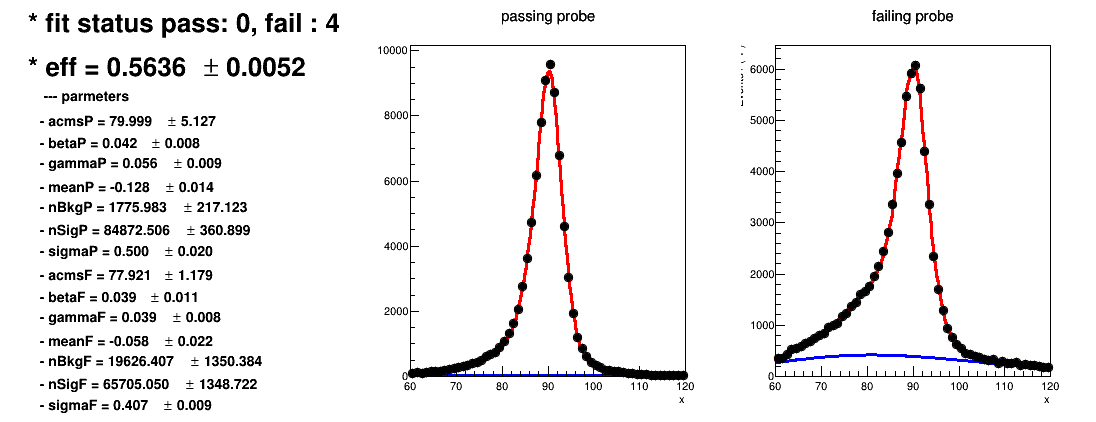 * fit status pass: 0, fail : 4
* eff = 0.5636 ± 0.0052
--- parmeters
- acmsP = 79.999 ± 5.127
- betaP = 0.042 ± 0.008
- gammaP = 0.056 ± 0.009
- meanP = -0.128 ± 0.014
- nBkgP = 1775.983 ± 217.123
- nSigP = 84872.506 ± 360.899
- sigmaP = 0.500 ± 0.020
- acmsF = 77.921 ± 1.179
- betaF = 0.039 ± 0.011
- gammaF = 0.039 ± 0.008
- meanF = -0.058 ± 0.022
- nBkgF = 19626.407 ± 1350.384
- nSigF = 65705.050 ± 1348.722
- sigmaF = 0.407 ± 0.009
passing probe
10000
8000
6000
4000
2000
0
60 70 80 90 100 110 120
x
failing probe
6000
5000
4000
3000
2000
1000
0
60 70 80 90 100 110 120
x